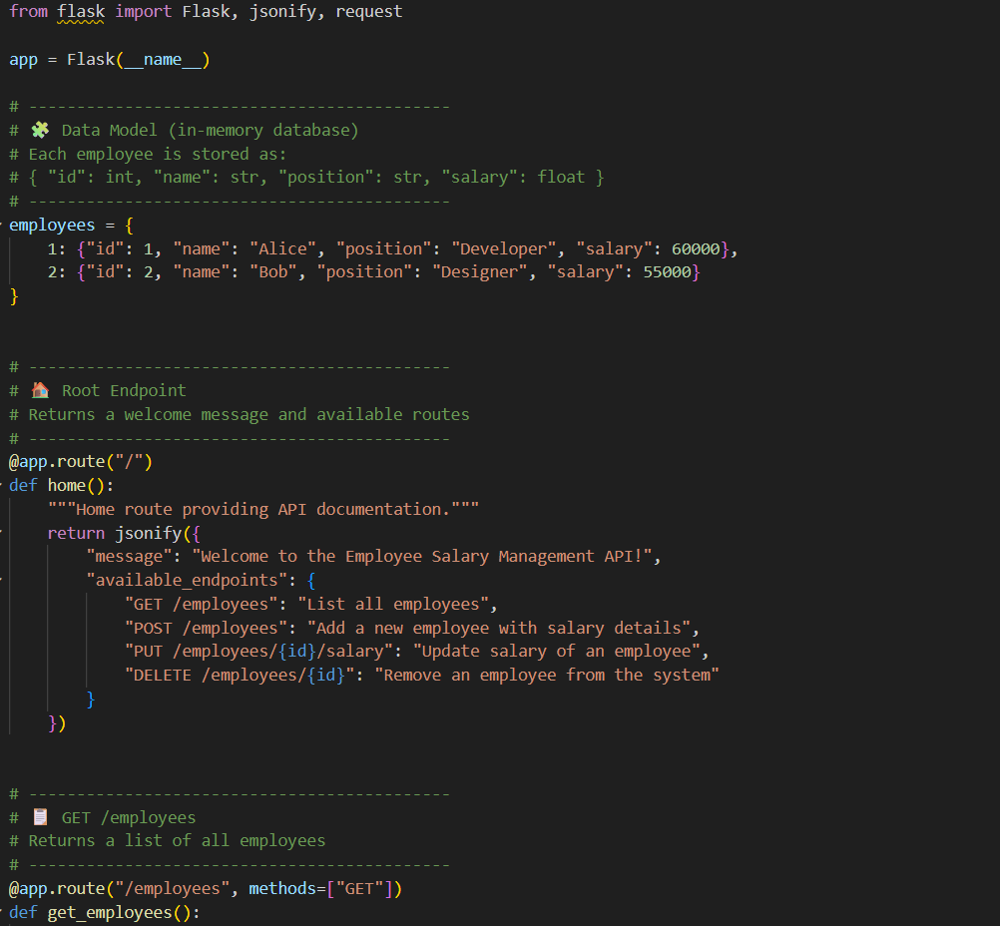 from flask import Flask, jsonify, request
app = Flask(__name__)
# --------------------------------------------
# 🧩 Data Model (in-memory database)
# Each employee is stored as:
# { "id": int, "name": str, "position": str, "salary": float }
# --------------------------------------------
employees = {
    1: {"id": 1, "name": "Alice", "position": "Developer", "salary": 60000},
    2: {"id": 2, "name": "Bob", "position": "Designer", "salary": 55000}
}
# --------------------------------------------
# 🏠 Root Endpoint
# Returns a welcome message and available routes
# --------------------------------------------
@app.route("/")
def home():
    """Home route providing API documentation."""
    return jsonify({
        "message": "Welcome to the Employee Salary Management API!",
        "available_endpoints": {
            "GET /employees": "List all employees",
            "POST /employees": "Add a new employee with salary details",
            "PUT /employees/{id}/salary": "Update salary of an employee",
            "DELETE /employees/{id}": "Remove an employee from the system"
        }
    })
# --------------------------------------------
# 📋 GET /employees
# Returns a list of all employees
# --------------------------------------------
@app.route("/employees", methods=["GET"])
def get_employees():